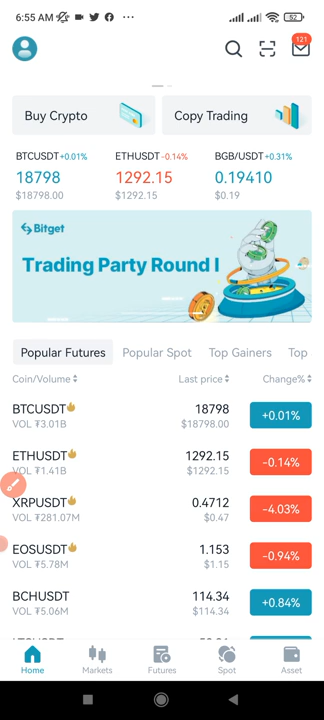 6:55 AM
52
121
Buy Crypto
Copy Trading
BTCUSDT+0.01%
ETHUSDT-0.14%
BGB/USDT+0.31%
18798
1292.15
0.19410
$18798.00
$1292.15
$0.19
Bitget
Trading Party Round I
Popular Futures
Popular Spot
Top Gainers
Top
Coin/Volume
Last price
Change%
BTCUSDT
18798
+0.01%
VOL ₮3.01B
$18798.00
ETHUSDT
1292.15
-0.14%
VOL ₮1.41B
$1292.15
XRPUSDT
0.4712
-4.03%
VOL ₮281.07M
$0.47
EOSUSDT
1.153
-0.94%
VOL ₮5.78M
$1.15
BCHUSDT
114.34
+0.84%
VOL ₮5.06M
$114.34
Home
Markets
Futures
Spot
Asset